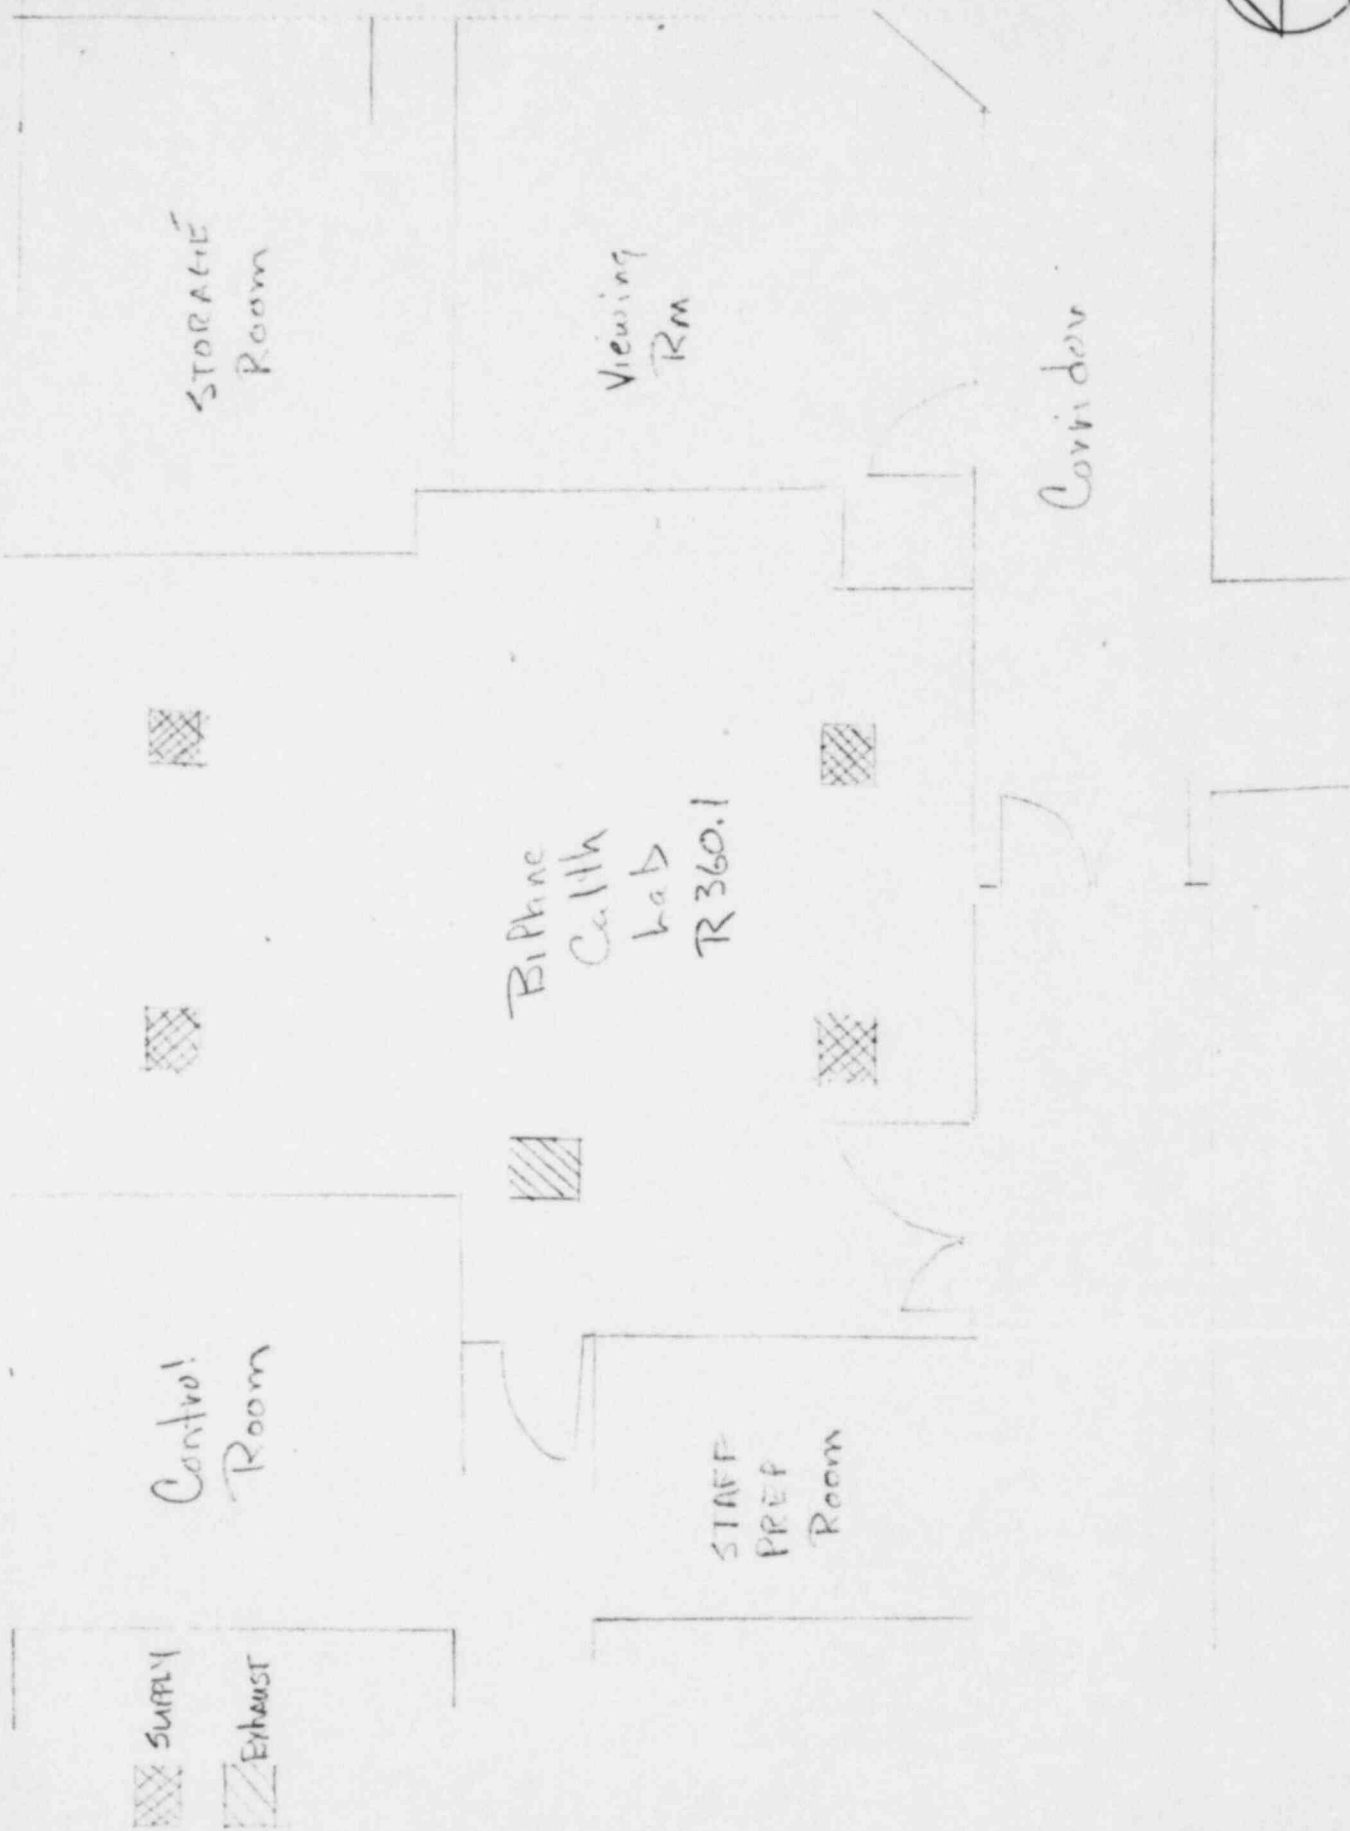 STORAGE
Room
Viewing
Rm
Corridor
BiPlane
Cath
Lab
R360.1
Control
Room
STAFF
PREP
Room
SUPPLY
EXHAUST